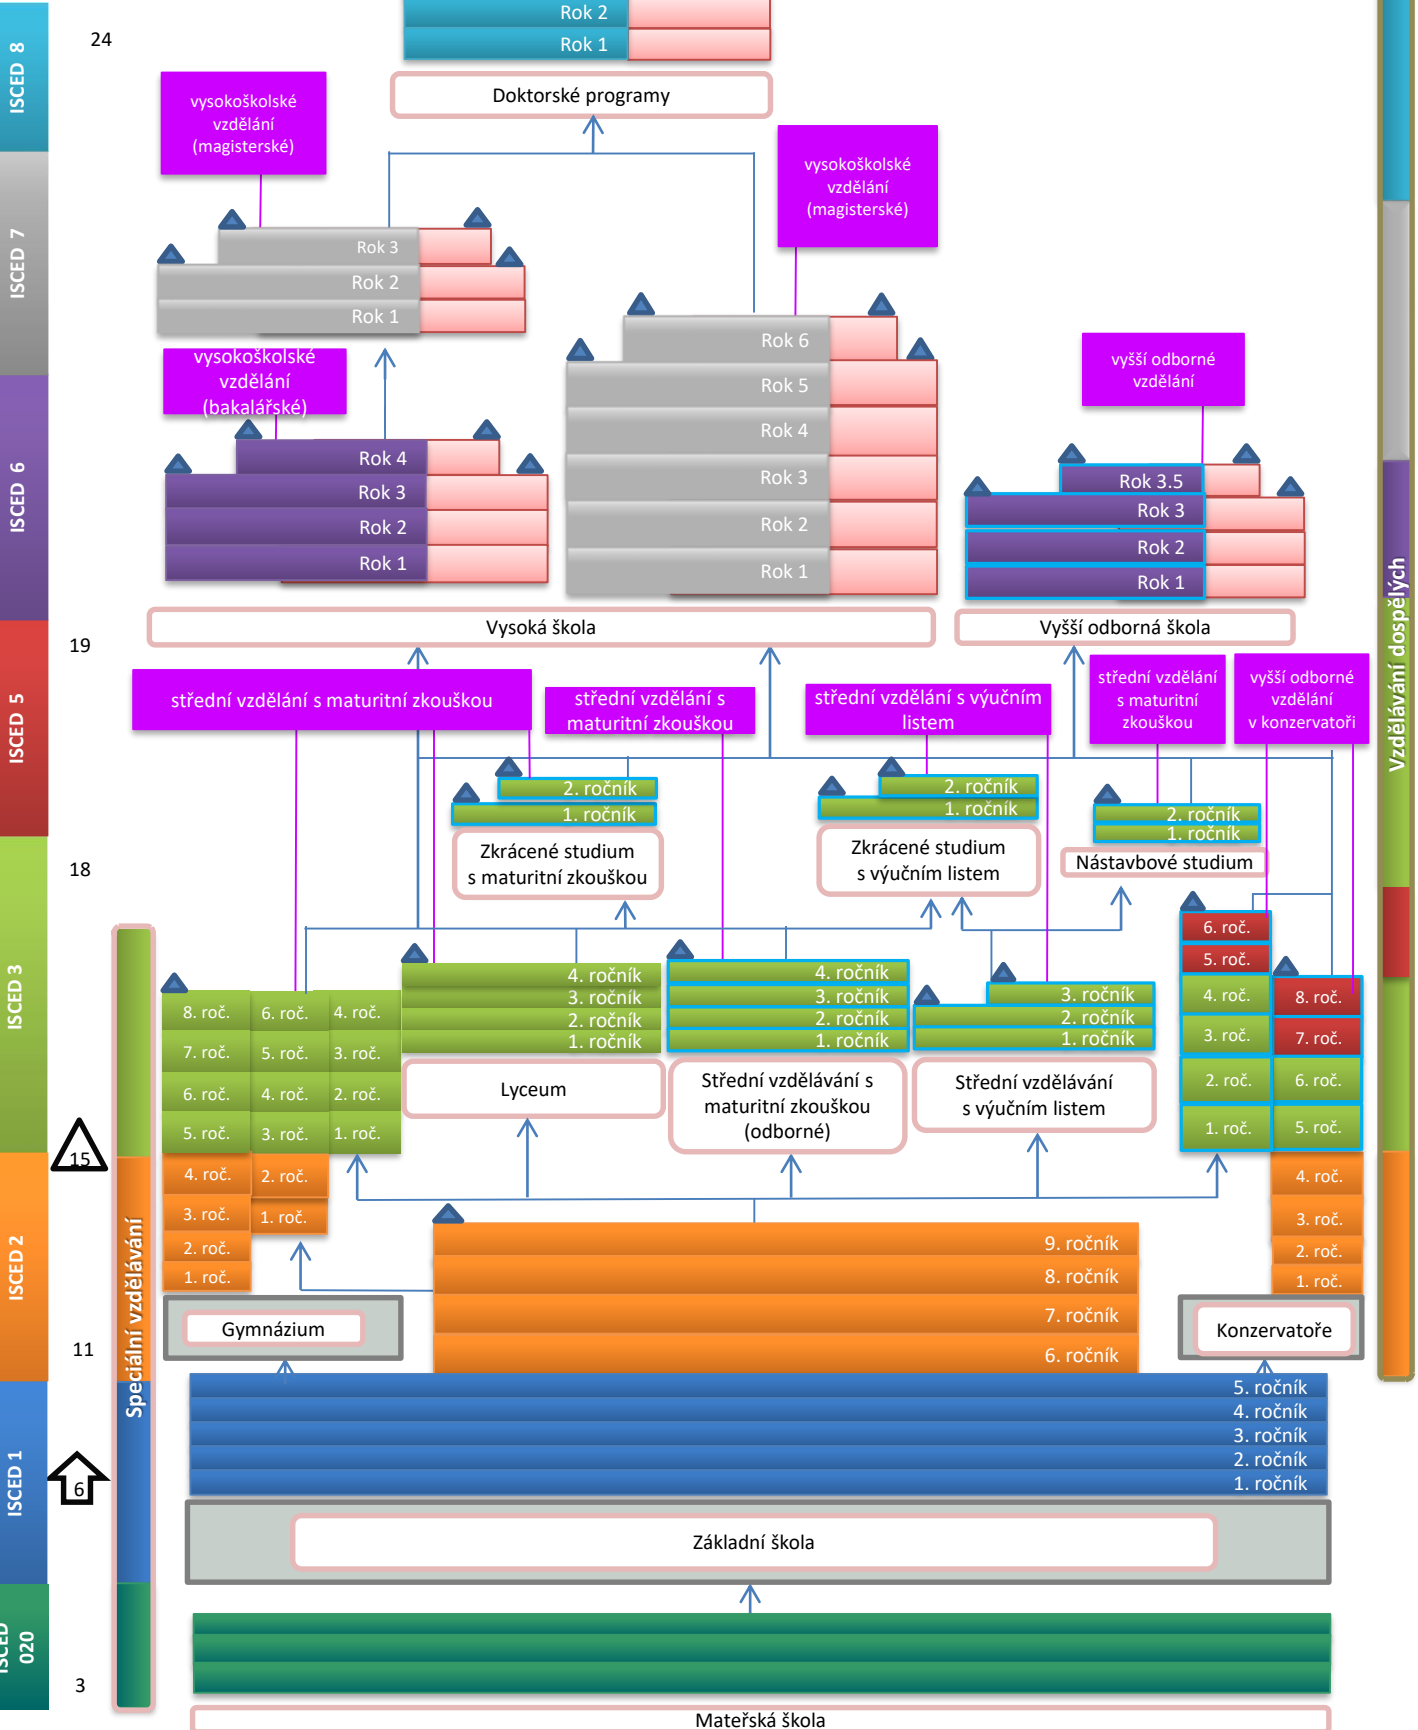 Rok 2
24
Rok 1
ISCED 8
Doktorské programy
vysokoškolské
vzdělání
(magisterské)
vysokoškolské
vzdělání
(magisterské)
ISCED 7
Rok 3
Rok 2
Rok 1
Rok 6
Rok 5
Rok 4
Rok 3
Rok 2
Rok 1
vysokoškolské
vzdělání
(bakalářské)
vyšší odborné
vzdělání
ISCED 6
Rok 4
Rok 3
Rok 2
Rok 1
Rok 3.5
Rok 3
Rok 2
Rok 1
Vysoká škola
Vyšší odborná škola
Vzdělávání dospělých
19
ISCED 5
střední vzdělání s maturitní zkouškou
střední vzdělání s
maturitní zkouškou
střední vzdělání s výučním
listem
střední vzdělání
s maturitní
zkouškou
vyšší odborné
vzdělání
v konzervatoři
2. ročník
1. ročník
2. ročník
1. ročník
2. ročník
1. ročník
Zkrácené studium
s maturitní zkouškou
Zkrácené studium
s výučním listem
Nástavbové studium
18
ISCED 3
8. roč.
7. roč.
6. roč.
5. roč.
4. roč.
3. roč.
2. roč.
1. roč.
6. roč.
5. roč.
4. roč.
3. roč.
2. roč.
1. roč.
4. roč.
3. roč.
2. roč.
1. roč.
4. ročník
3. ročník
2. ročník
1. ročník
4. ročník
3. ročník
2. ročník
1. ročník
3. ročník
2. ročník
1. ročník
6. roč.
5. roč.
4. roč.
3. roč.
2. roč.
1. roč.
8. roč.
7. roč.
6. roč.
5. roč.
4. roč.
3. roč.
2. roč.
1. roč.
Lyceum
Střední vzdělávání s
maturitní zkouškou
(odborné)
Střední vzdělávání
s výučním listem
15
Speciální vzdělávání
ISCED 2
9. ročník
8. ročník
7. ročník
6. ročník
Gymnázium
Konzervatoře
11
5. ročník
4. ročník
3. ročník
2. ročník
1. ročník
ISCED 1
6
Základní škola
ISCED
020
3
Mateřská škola